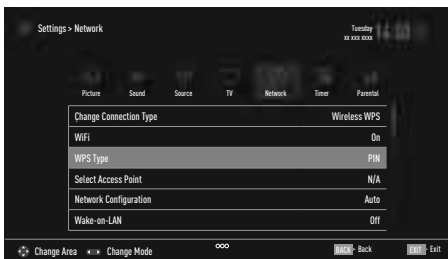 Settings > Network
Tuesday
xx xxx xxxx
Picture Sound Source TV Network Timer Parental
Change Connection Type Wireless WPS
WiFi On
WPS Type PIN
Select Access Point N/A
Network Configuration Auto
Wake-on-LAN Off
Change Area Change Mode BACK - Back EXIT - Exit